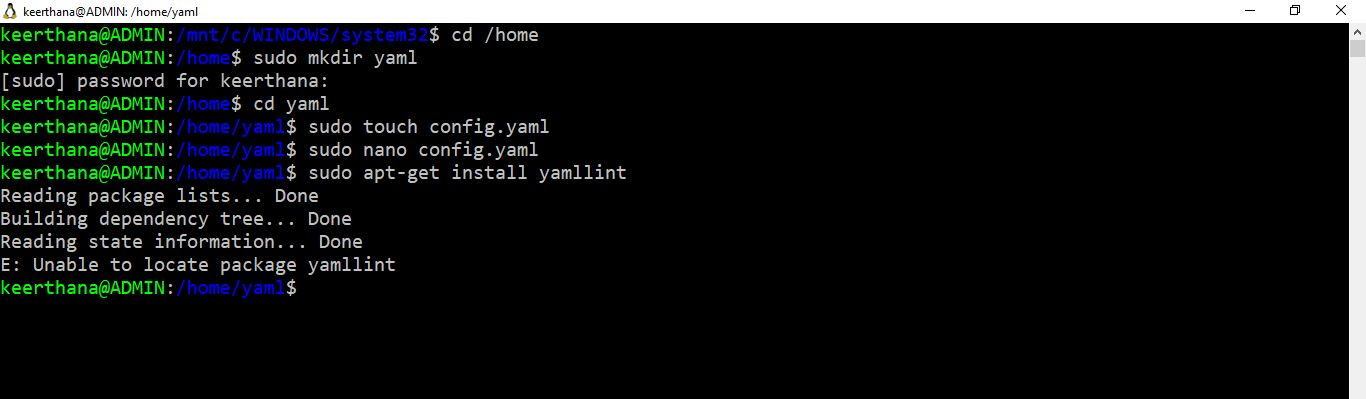 keerthana@ADMIN: /home/yaml
keerthana@ADMIN:/mnt/c/WINDOWS/system32$ cd /home
keerthana@ADMIN:/home$ sudo mkdir yaml
[sudo] password for keerthana:
keerthana@ADMIN:/home$ cd yaml
keerthana@ADMIN:/home/yaml$ sudo touch config.yaml
keerthana@ADMIN:/home/yaml$ sudo nano config.yaml
keerthana@ADMIN:/home/yaml$ sudo apt-get install yamllint
Reading package lists... Done
Building dependency tree... Done
Reading state information... Done
E: Unable to locate package yamllint
keerthana@ADMIN:/home/yaml$